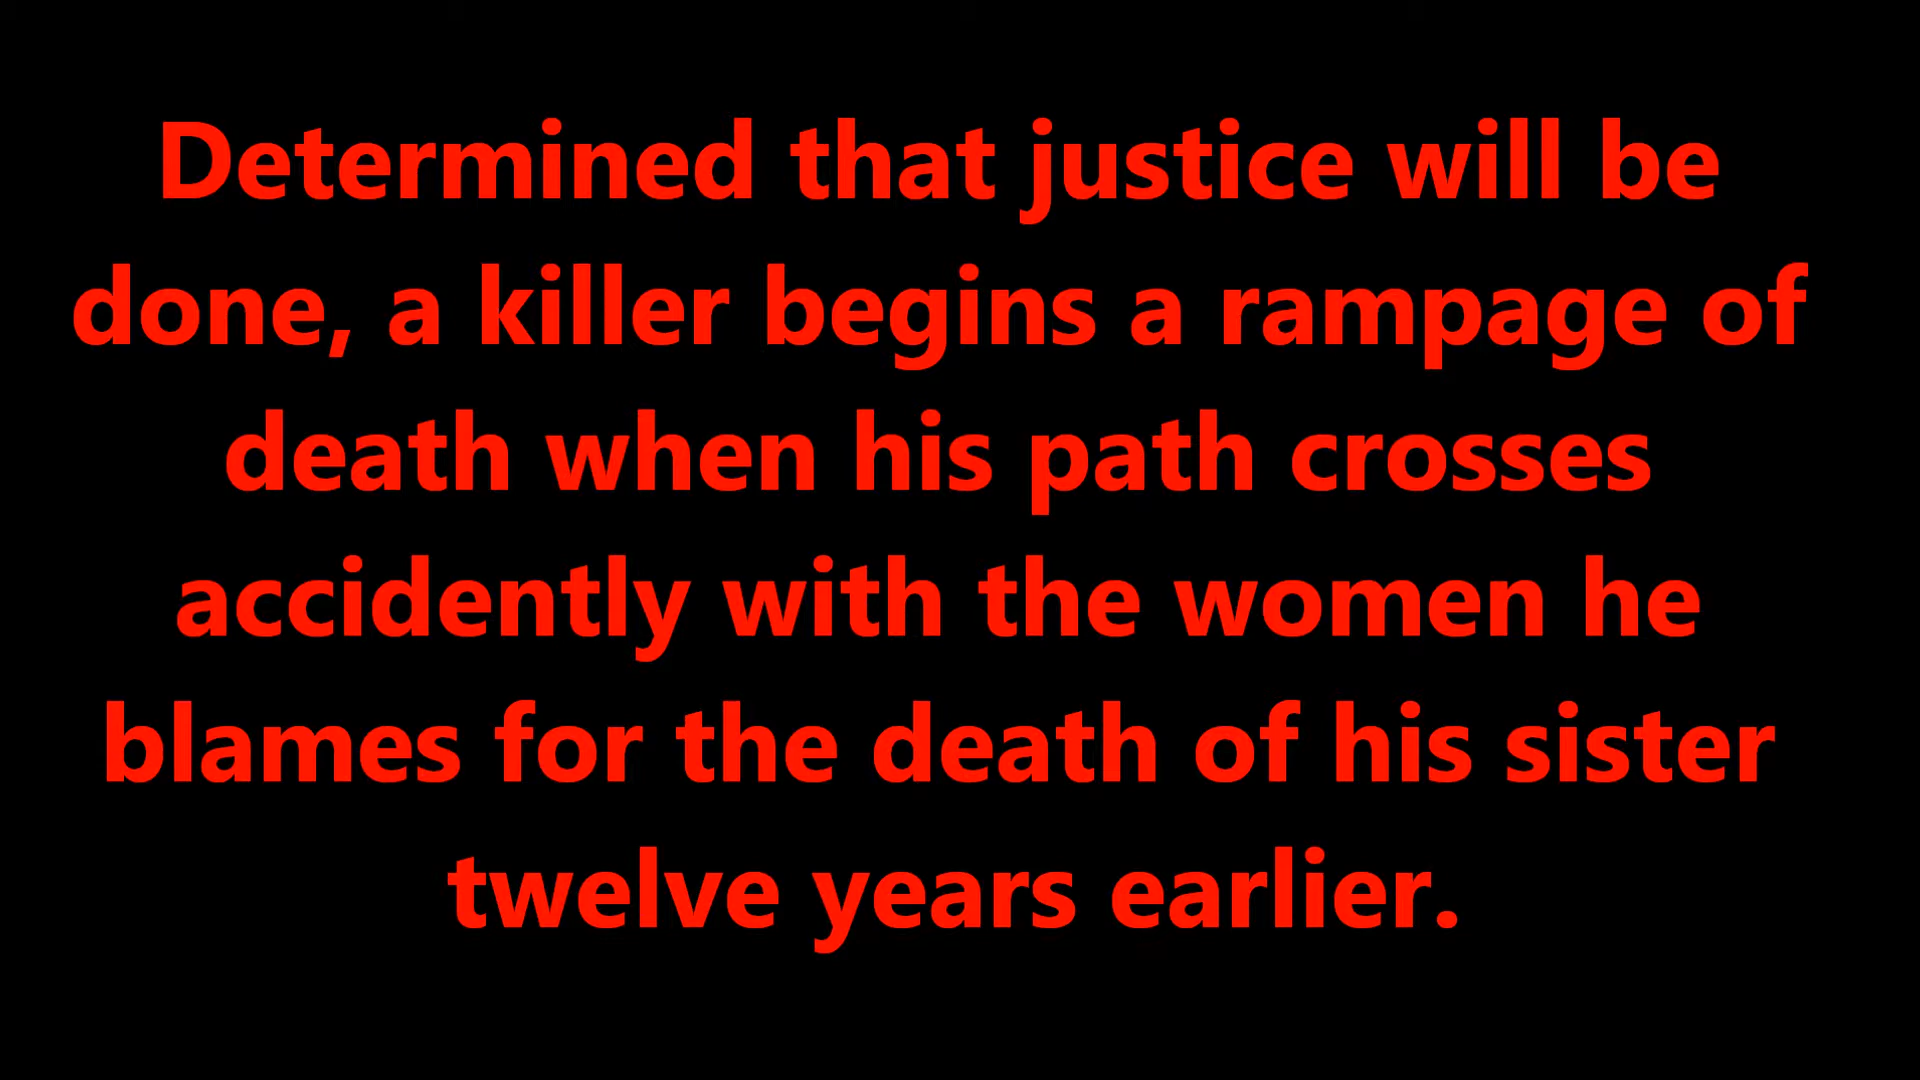 Determined that justice will be
done, a killer begins a rampage of
death when his path crosses
accidently with the women he
blames for the death of his sister
twelve years earlier.